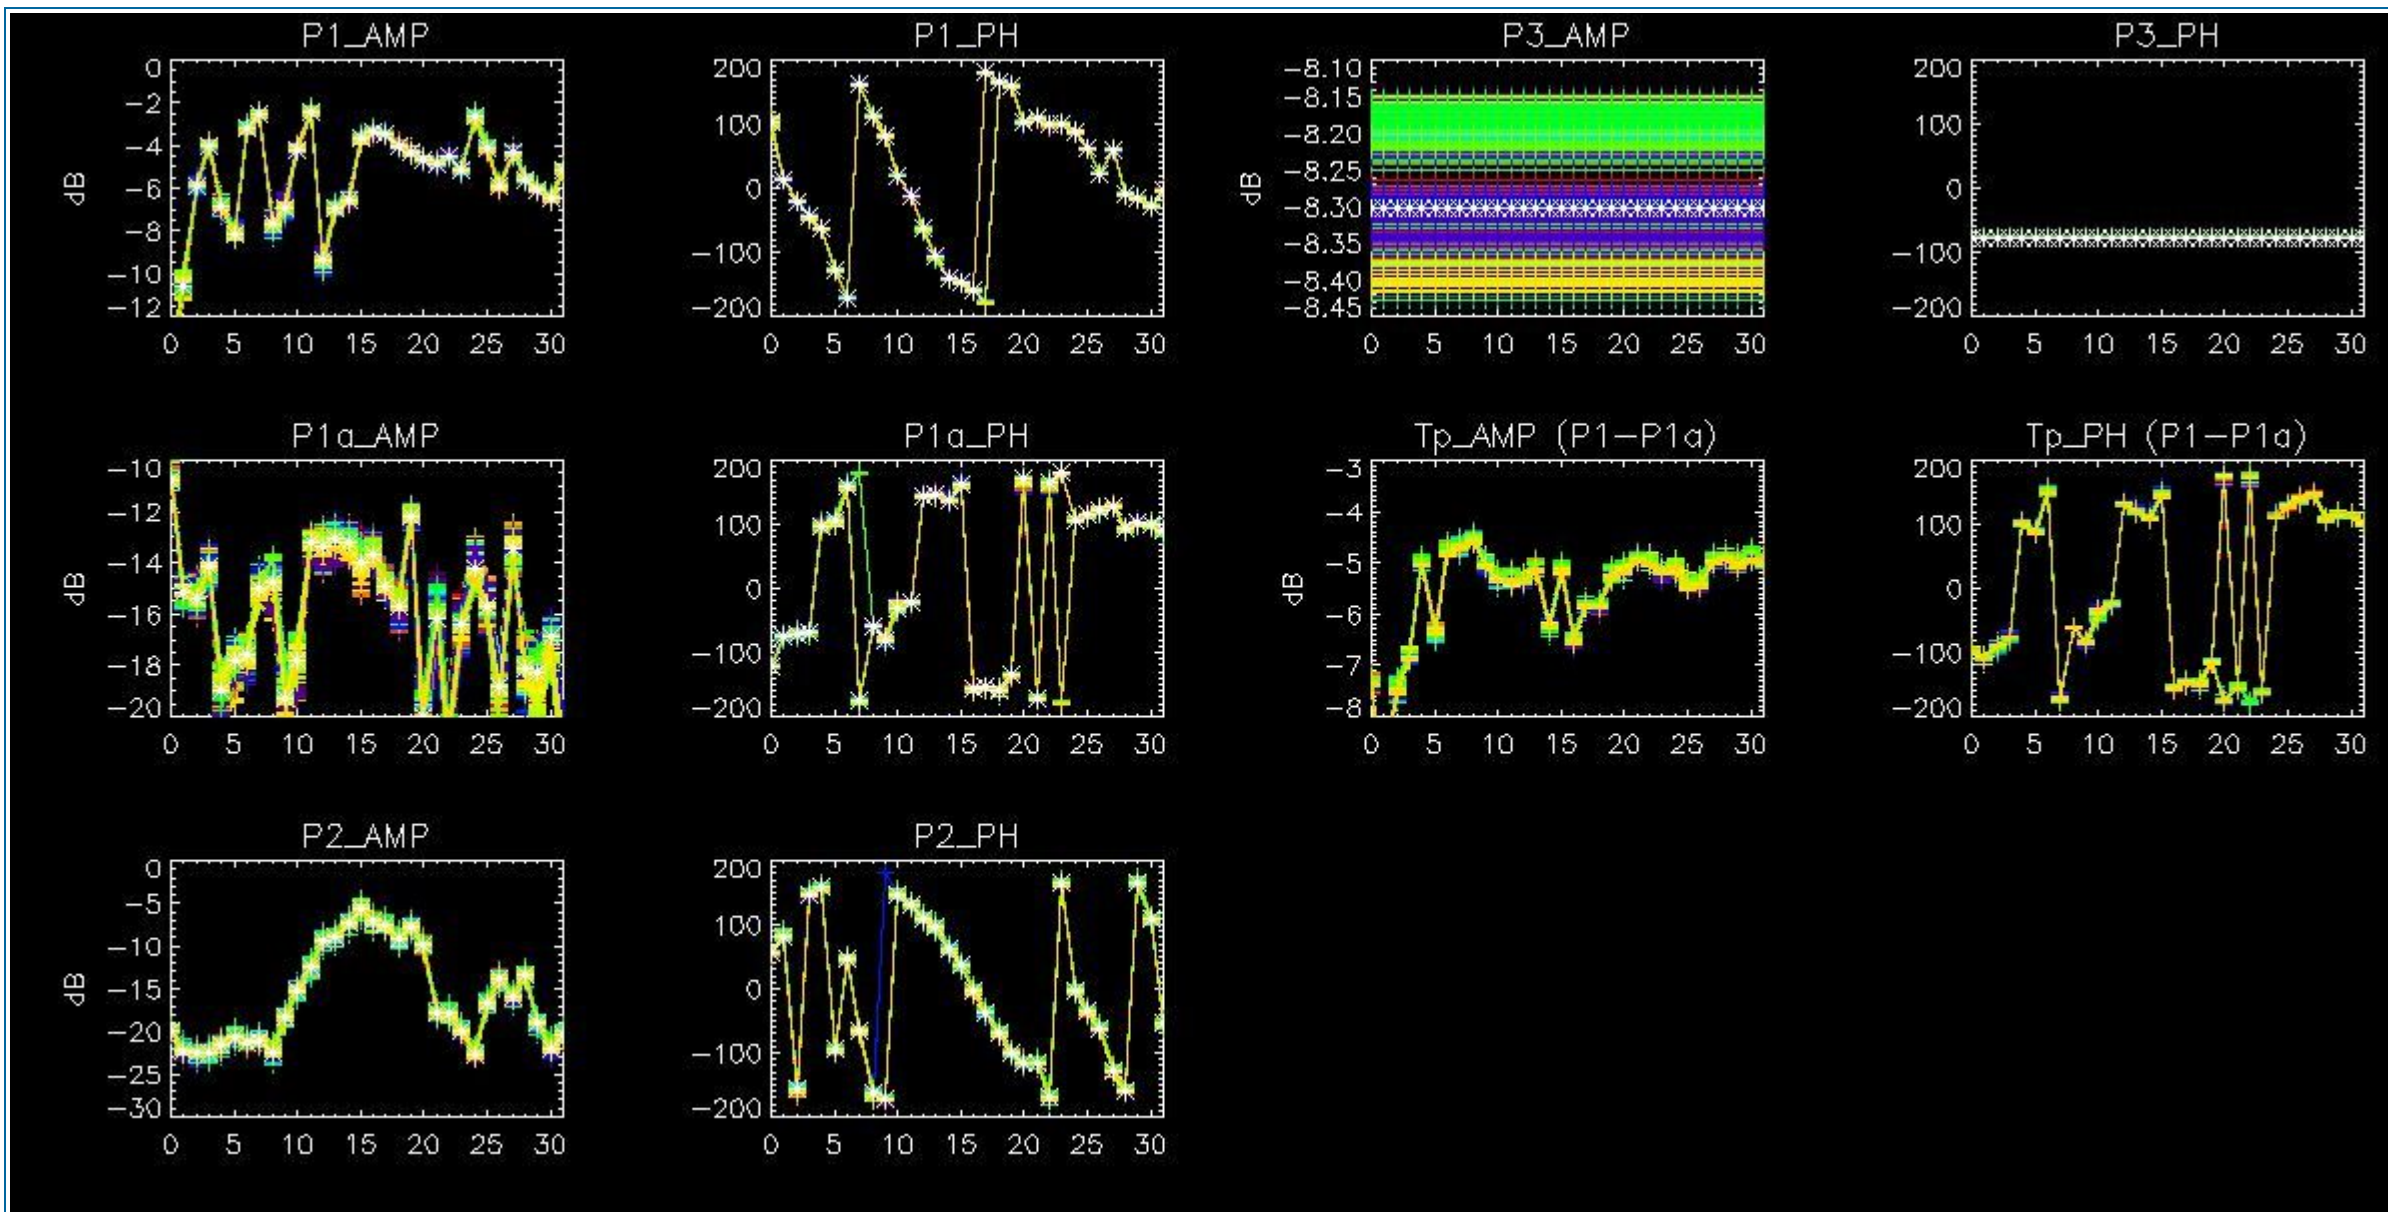 P1_AMP
0
−2
−4
−6
−8
−10
−12
dB
0 5 10 15 20 25 30
P1_PH
200
100
0
−100
−200
0 5 10 15 20 25 30
P3_AMP
−8.10
−8.15
−8.20
−8.25
−8.30
−8.35
−8.40
−8.45
dB
0 5 10 15 20 25 30
P3_PH
200
100
0
−100
−200
0 5 10 15 20 25 30
P1a_AMP
−10
−12
−14
−16
−18
−20
dB
0 5 10 15 20 25 30
P1a_PH
200
100
0
−100
−200
0 5 10 15 20 25 30
Tp_AMP (P1−P1a)
−3
−4
−5
−6
−7
−8
dB
0 5 10 15 20 25 30
Tp_PH (P1−P1a)
200
100
0
−100
−200
0 5 10 15 20 25 30
P2_AMP
0
−5
−10
−15
−20
−25
−30
dB
0 5 10 15 20 25 30
P2_PH
200
100
0
−100
−200
0 5 10 15 20 25 30